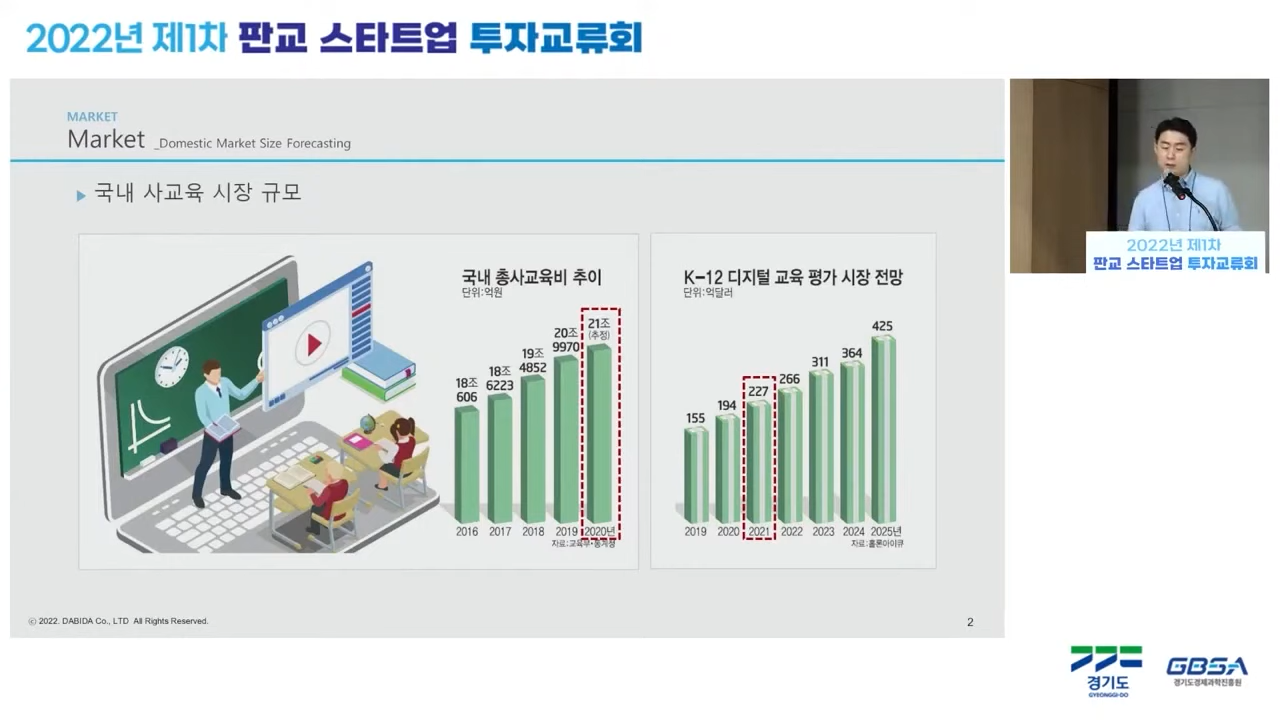 2022년 제1차 판교 스타트업 투자교류회
MARKET
Market _Domestic Market Size Forecasting
▶ 국내 사교육 시장 규모
국내 총사교육비 추이
단위:억원
18조
606
18조
6223
19조
4852
20조
9970
21조
(추정)
2016 2017 2018 2019 2020년
자료:교육부·통계청
K-12 디지털 교육 평가 시장 전망
단위:억달러
155 194 227 266 311 364 425
2019 2020 2021 2022 2023 2024 2025년
자료:홀론아이큐
ⓒ 2022. DABIDA Co., LTD All Rights Reserved.
2
2022년 제1차
판교 스타트업 투자교류회
경기도
GYEONGGI-DO
GBSA
경기도경제과학진흥원